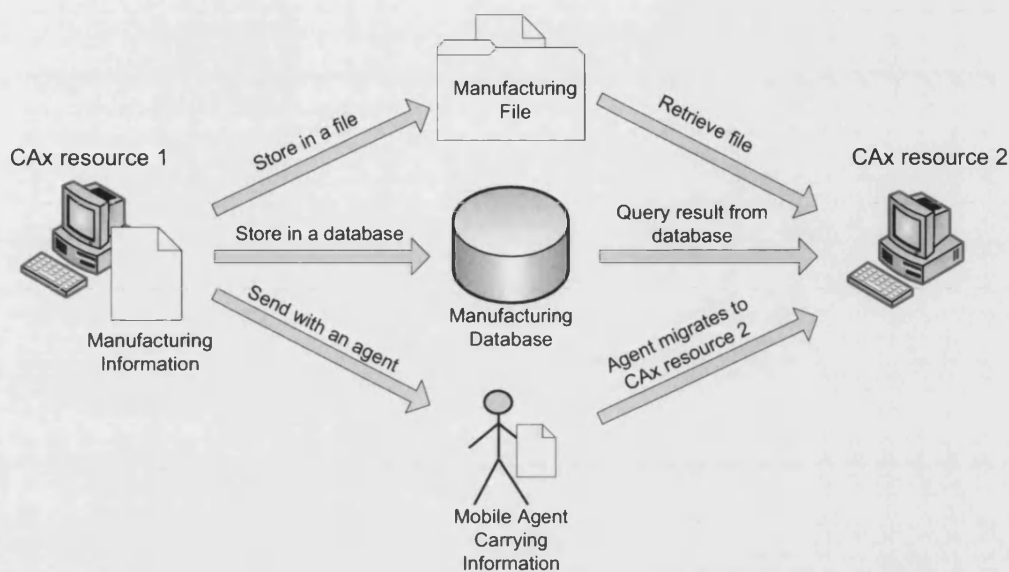 Manufacturing
File
Store in a file
Retrieve file
CAx resource 1
CAx resource 2
Store in a database
Query result from
database
Manufacturing
Information
Send with an agent
Manufacturing
Database
Agent migrates to
CAx resource 2
Mobile Agent
Carrying
Information